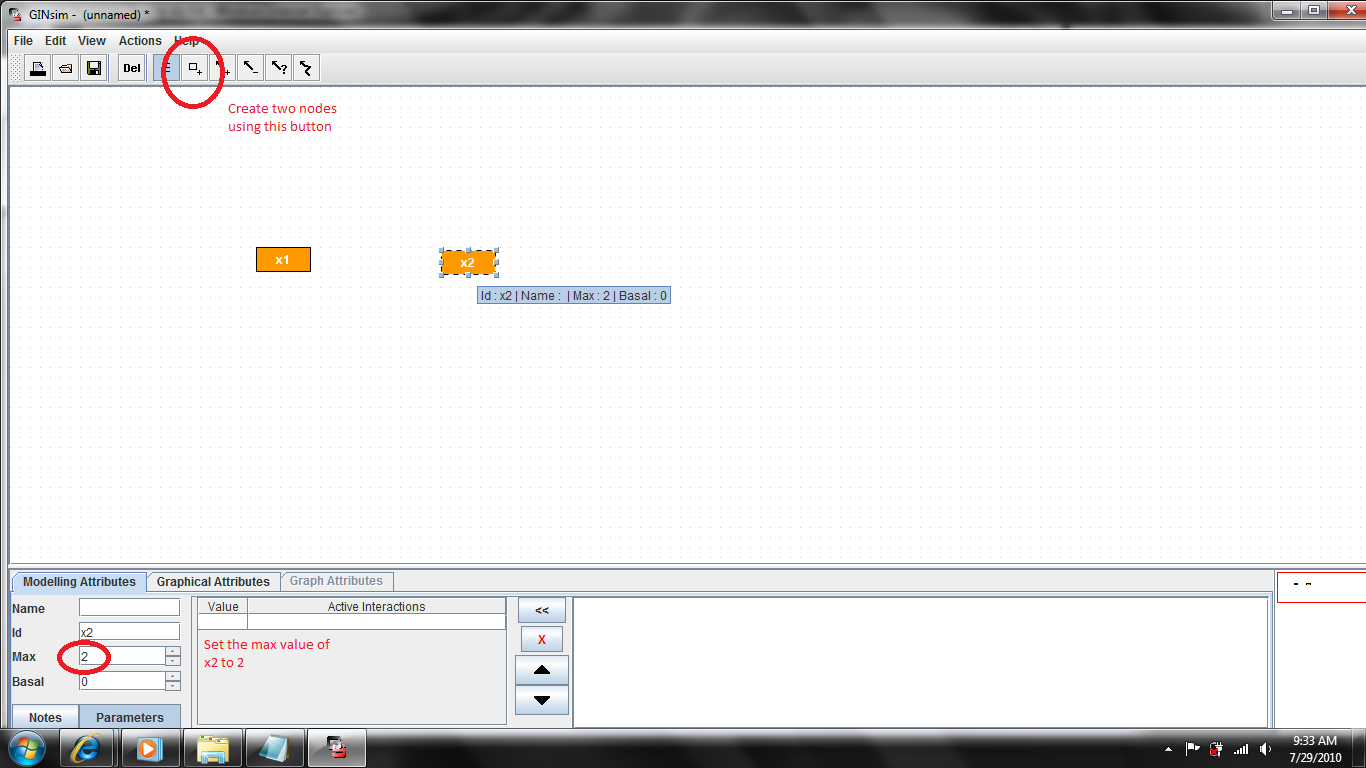 GINsim - (unnamed) *
File Edit View Actions Help
Del
Create two nodes
using this button
x1
x2
Id : x2 | Name : | Max : 2 | Basal : 0
Modelling Attributes Graphical Attributes Graph Attributes
Name
Id x2
Max 2
Basal 0
Notes Parameters
Value Active Interactions
Set the max value of
x2 to 2
<<
X
9:33 AM
7/29/2010